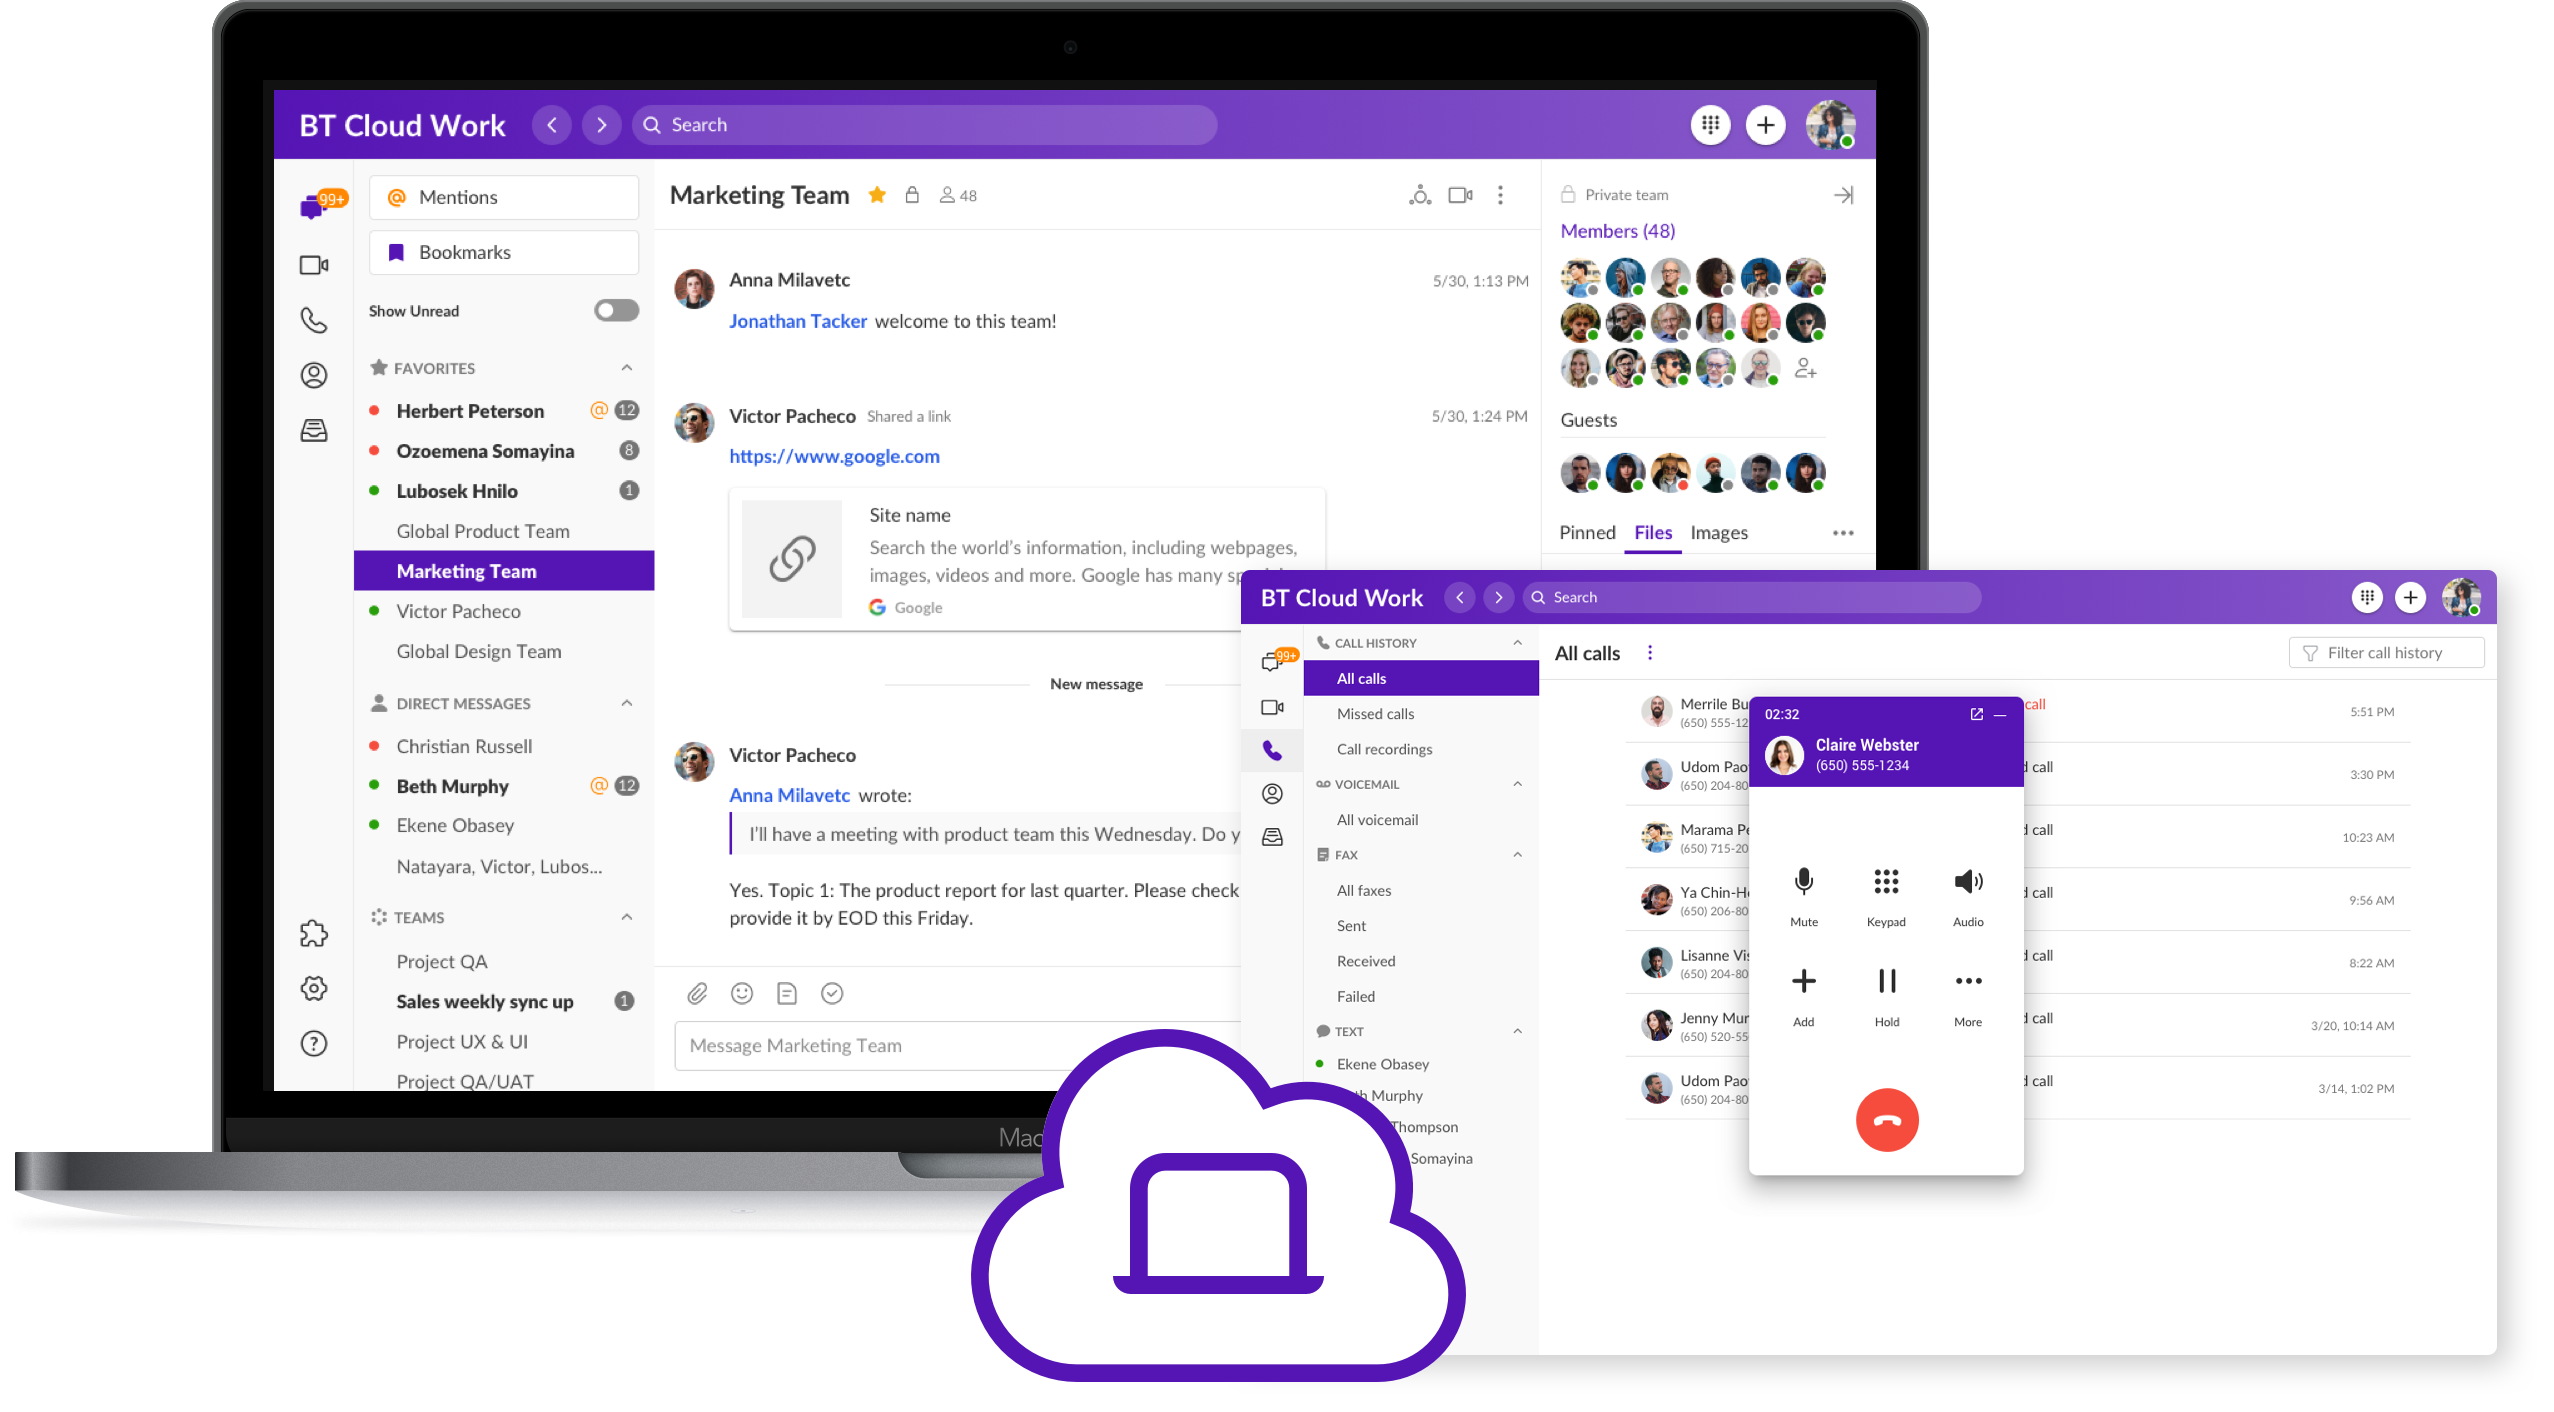 BT Cloud Work
Search
99+
Mentions
Bookmarks
Show Unread
FAVORITES
Herbert Peterson @ 12
Ozoemena Somayina 8
Lubosek Hnilo 1
Global Product Team
Marketing Team
Victor Pacheco
Global Design Team
DIRECT MESSAGES
Christian Russell
Beth Murphy @ 12
Ekene Obasey
Natayara, Victor, Lubos...
TEAMS
Project QA
Sales weekly sync up 1
Project UX & UI
Project QA/UAT
Marketing Team 48
Anna Milavetc 5/30, 1:13 PM
Jonathan Tacker welcome to this team!
Victor Pacheco Shared a link 5/30, 1:24 PM
https://www.google.com
Site name
Search the world's information, including webpages,
images, videos and more. Google has many
Google
New message
Victor Pacheco
Anna Milavetc wrote:
I'll have a meeting with product team this Wednesday. Do
Yes. Topic 1: The product report for last quarter. Please check
provide it by EOD this Friday.
Message Marketing Team
Private team
Members (48)
Guests
Pinned Files Images
Mac
BT Cloud Work
Search
99+
CALL HISTORY
All calls
Missed calls
Call recordings
VOICEMAIL
All voicemail
FAX
All faxes
Sent
Received
Failed
TEXT
Ekene Obasey
Murphy
Thompson
Somayina
All calls
Filter call history
Merrile Bu
(650) 555-12
call
5:51 PM
Udom Pao
(650) 204-80
d call
3:30 PM
Marama Pe
(650) 715-20
d call
10:23 AM
Ya Chin-H
(650) 206-80
d call
9:56 AM
Lisanne Vis
(650) 204-80
d call
8:22 AM
Jenny Mur
(650) 520-55
d call
3/20, 10:14 AM
Udom Pao
(650) 204-80
d call
3/14, 1:02 PM
02:32
Claire Webster
(650) 555-1234
Mute Keypad Audio
Add Hold More